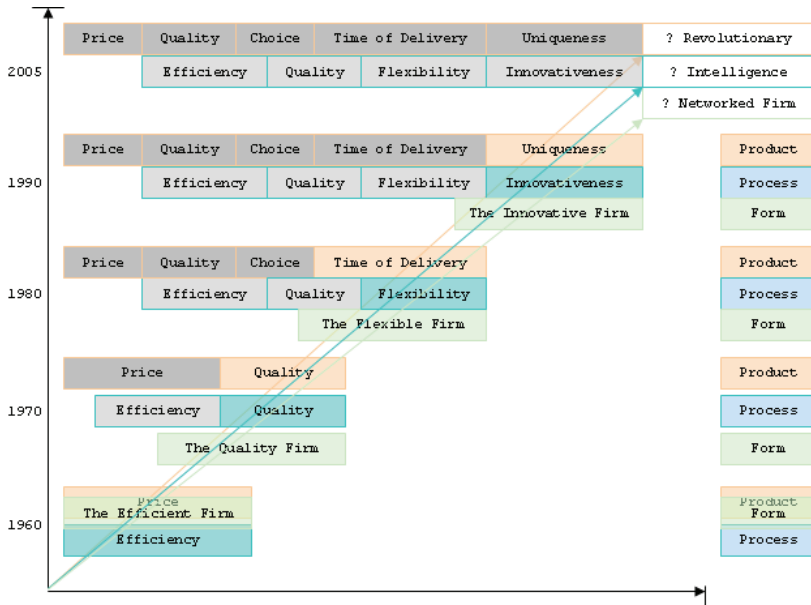 Price Quality Choice Time of Delivery Uniqueness ? Revolutionary
2005 Efficiency Quality Flexibility Innovativeness ? Intelligence
? Networked Firm
Price Quality Choice Time of Delivery Uniqueness Product
1990 Efficiency Quality Flexibility Innovativeness Process
The Innovative Firm Form
Price Quality Choice Time of Delivery Product
1980 Efficiency Quality Flexibility Process
The Flexible Firm Form
Price Quality Product
1970 Efficiency Quality Process
The Quality Firm Form
Price Product
The Efficient Firm Form
1960
Efficiency Process